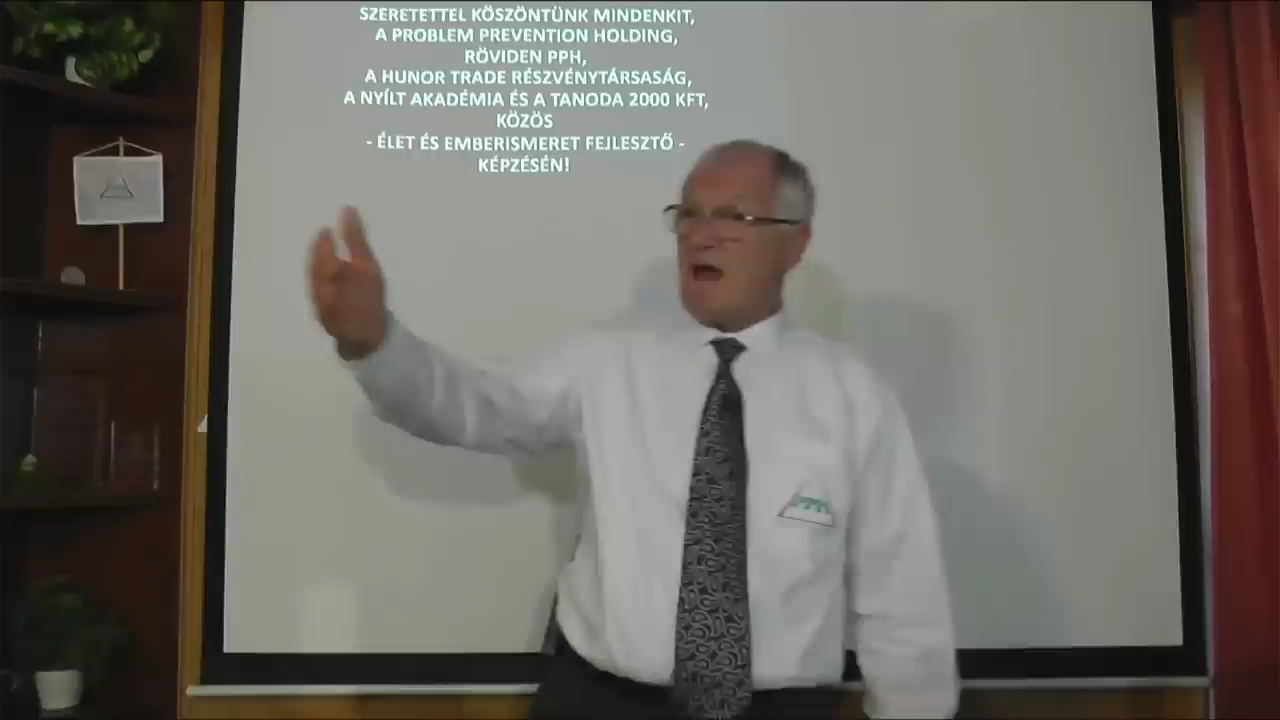 SZERETETTEL KÖSZÖNTÜNK MINDENKIT,
A PROBLEM PREVENTION HOLDING,
RÖVIDEN PPH,
A HUNOR TRADE RÉSZVÉNYTÁRSASÁG,
A NYÍLT AKADÉMIA ÉS A TANODA 2000 KFT,
KÖZÖS
- ÉLET ÉS EMBERISMERET FEJLESZTŐ -
KÉPZÉSÉN!
PPH